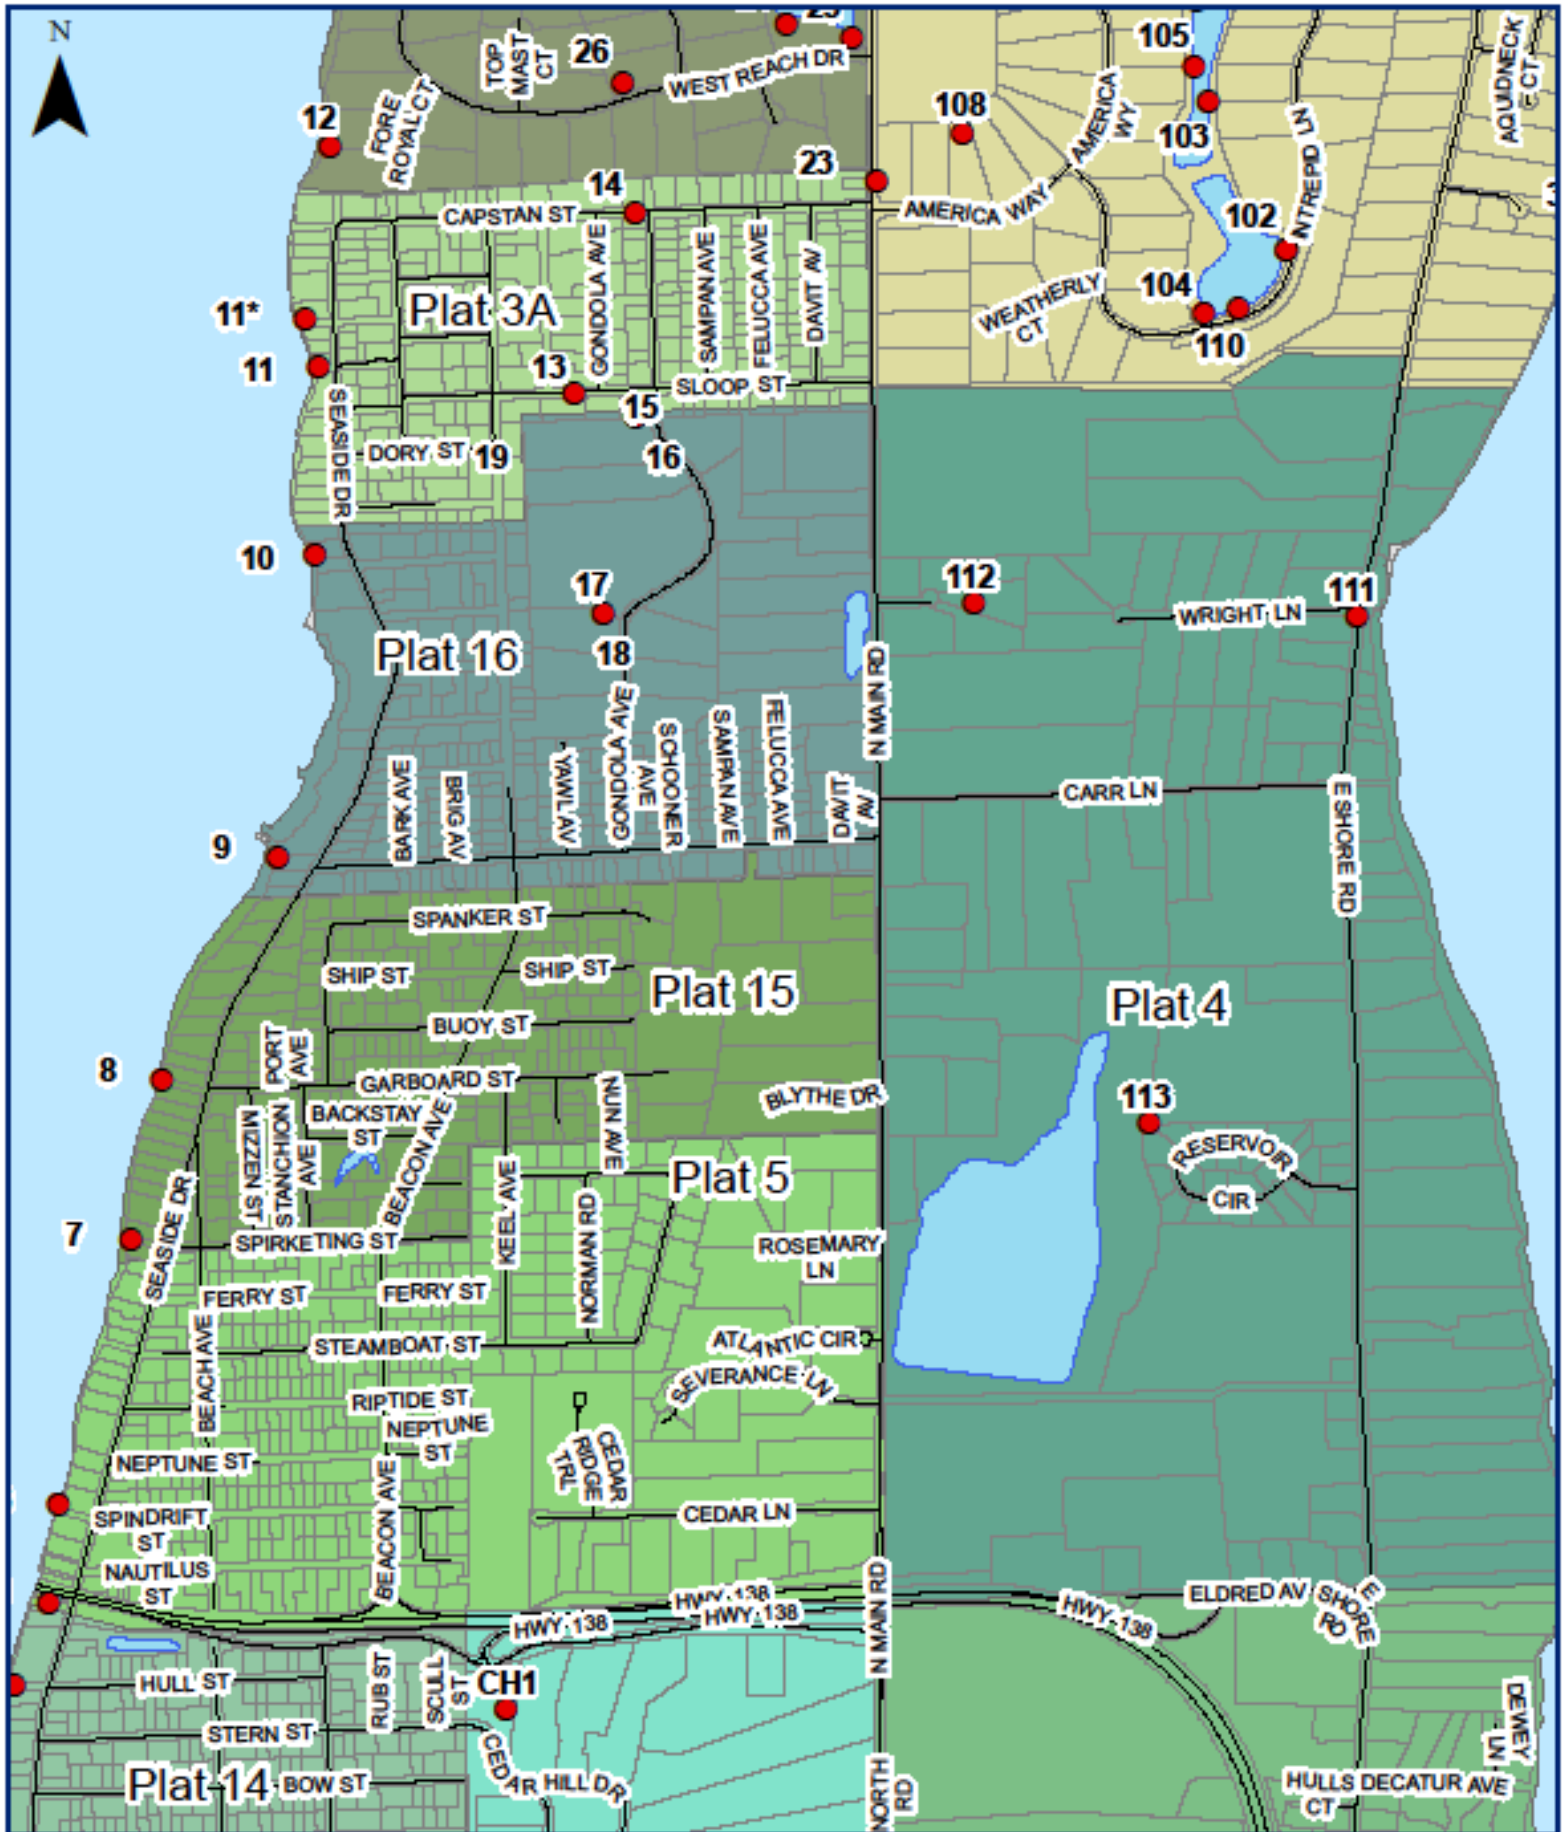 N
25
105
26
TOP
MAST
CT
WEST REACH DR
AQUIDNECK
CT
12
FORE
ROYAL CT
108
AMERICA
WY
103
INTREPID LN
23
14
CAPSTAN ST
AMERICA WAY
102
GONDOLA AVE
SAMPAN AVE
FELUCCA AVE
DAVIT AV
11*
Plat 3A
WEATHERLY
CT
104
110
11
13
SLOOP ST
SEASIDE DR
15
DORY ST
19
16
10
17
112
111
WRIGHT LN
Plat 16
18
N MAIN RD
BARK AVE
BRIG AV
YAWL AV
GONDOLA AVE
SCHOONER
AVE
SAMPAN AVE
FELUCCA AVE
DAVIT
AV
CARR LN
E SHORE RD
9
SPANKER ST
SHIP ST
SHIP ST
Plat 15
Plat 4
BUOY ST
PORT
AVE
8
GARBOARD ST
BLYTHE DR
BACKSTAY
ST
NUN AVE
113
MIZZEN ST
STANCHION
AVE
BEACON AVE
RESERVOIR
CIR
KEEL AVE
Plat 5
NORMAN RD
SEASIDE DR
7
SPIRKETING ST
ROSEMARY
LN
FERRY ST
FERRY ST
BEACH AVE
STEAMBOAT ST
ATLANTIC CIR
SEVERANCE LN
RIPTIDE ST
NEPTUNE
ST
NEPTUNE ST
CEDAR
RIDGE
TRL
BEACON AVE
SPINDRIFT
ST
CEDAR LN
NAUTILUS
ST
HWY 138
HWY 138
HWY 138
N MAIN RD
HWY 138
ELDRED AV
E
SHORE
RD
HULL ST
RUB ST
SCULL
ST
CH1
STERN ST
DEWEY
LN
Plat 14
BOW ST
CEDAR HILL DR
NORTH
RD
HULLS
CT
DECATUR AVE